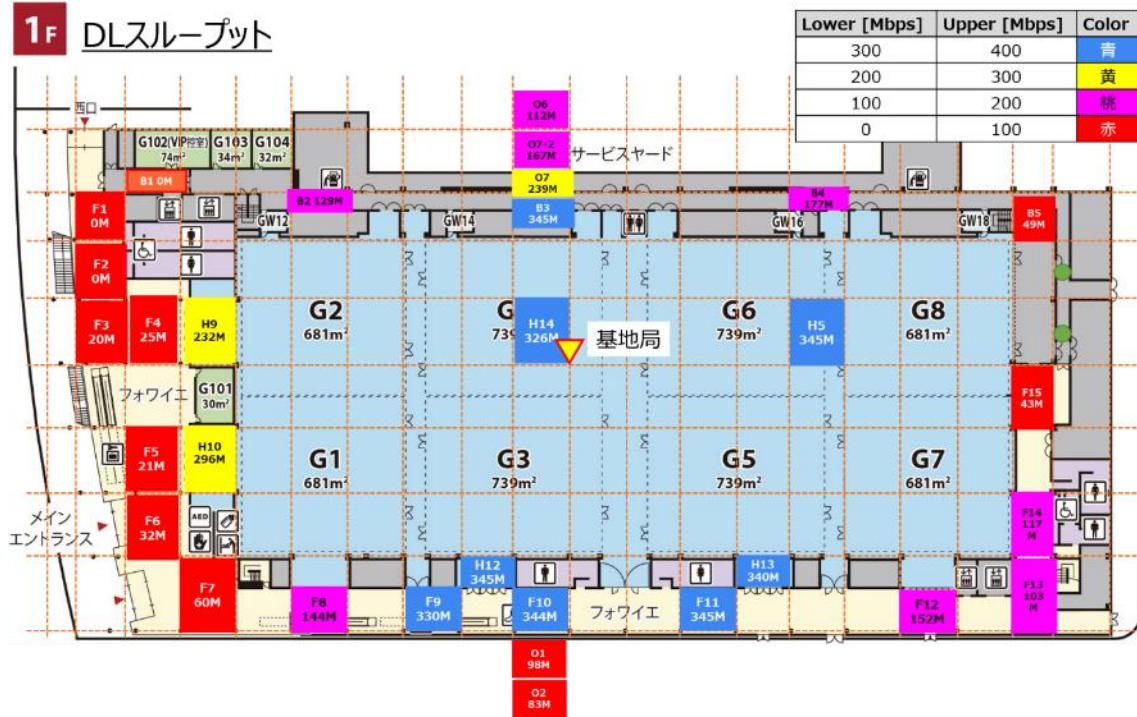 1F DLスループット
Lower [Mbps] Upper [Mbps] Color
300 400 青
200 300 黄
100 200 桃
0 100 赤
西口
O6
112M
G102(VIP控室)
74m²
G103
34m²
G104
32m²
O7-2
167M
サービスヤード
B1 0M
O7
239M
B2 129M
B4
177M
F1
0M
B3
345M
B5
49M
GW12
GW14
GW16
GW18
F2
0M
F3
20M
F4
25M
H9
232M
G2
681m²
G
739
H14
326M
基地局
G6
739m²
H5
345M
G8
681m²
フォワイエ
G101
30m²
F15
43M
F5
21M
H10
296M
G1
681m²
G3
739m²
G5
739m²
G7
681m²
メイン
エントランス
F6
32M
AED
F14
117
M
F7
60M
H12
345M
H13
340M
F8
144M
F9
330M
F10
344M
フォワイエ
F11
345M
F12
152M
F13
103
M
O1
98M
O2
83M